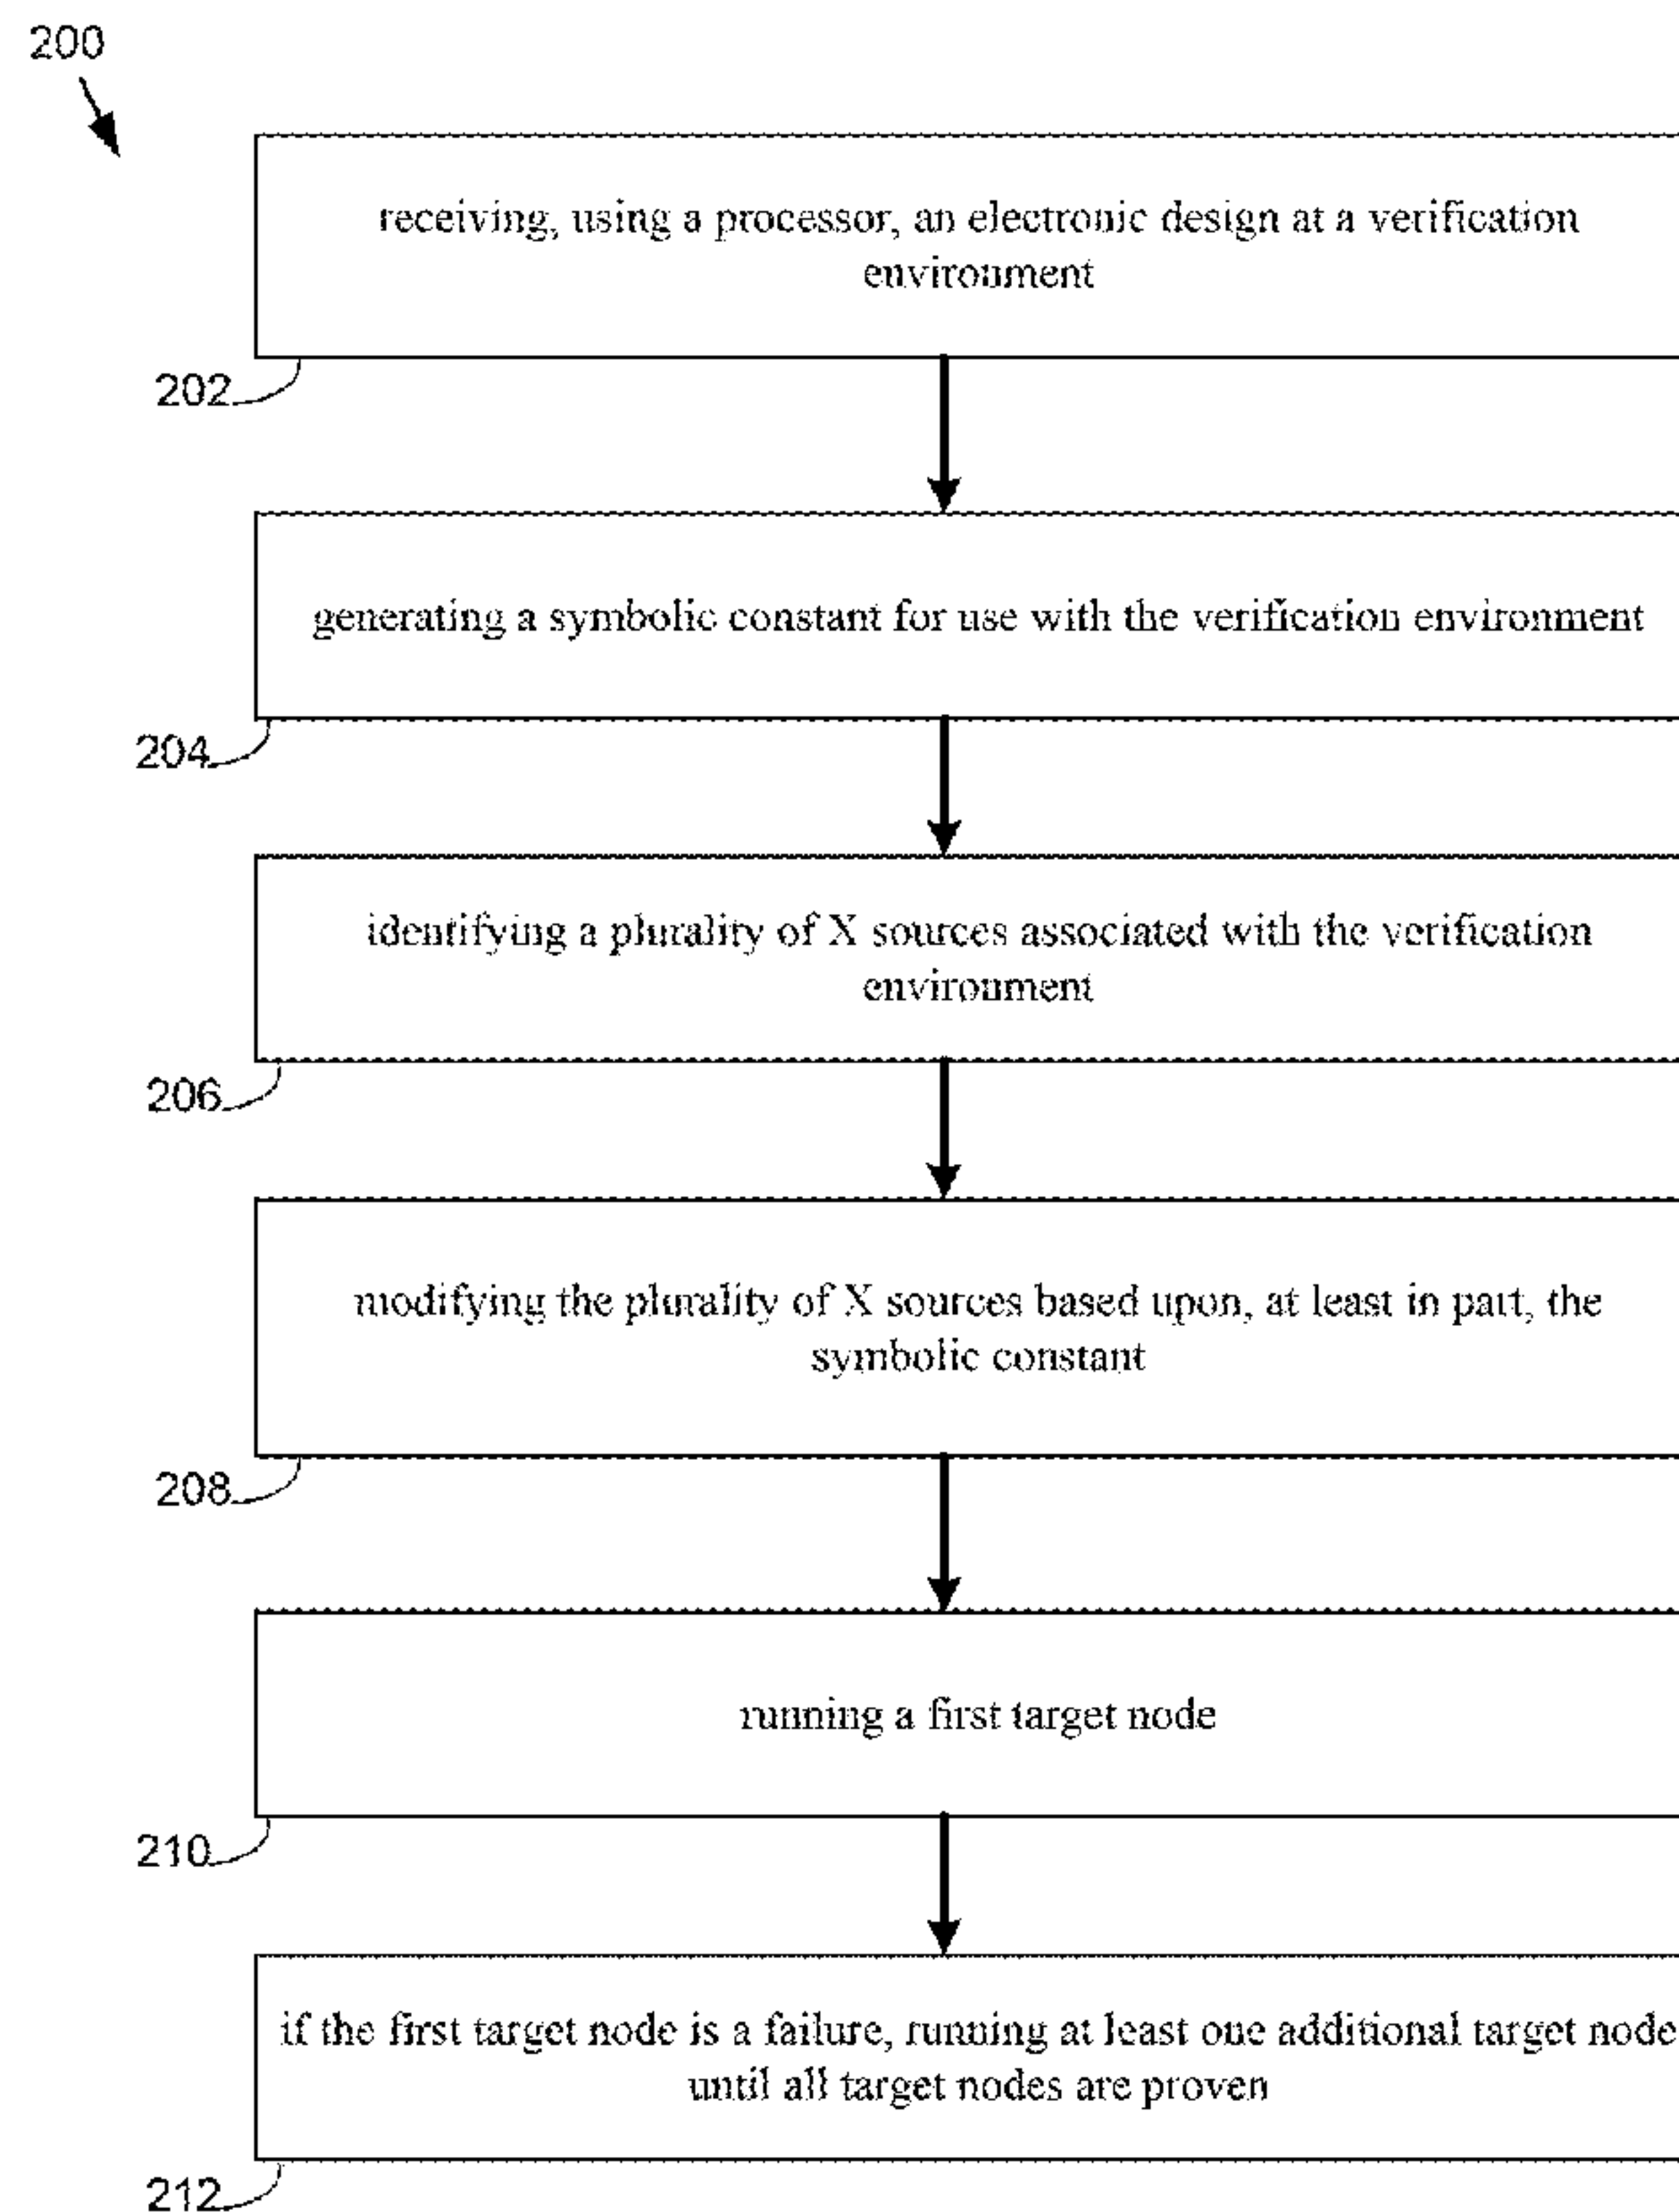 200
receiving, using a processor, an electronic design at a verification
environment
202
generating a symbolic constant for use with the verification environment
204
identifying a plurality of X sources associated with the verification
environment
206
modifying the plurality of X sources based upon, at least in part, the
symbolic constant
208
running a first target node
210
if the first target node is a failure, running at least one additional target node
until all target nodes are proven
212